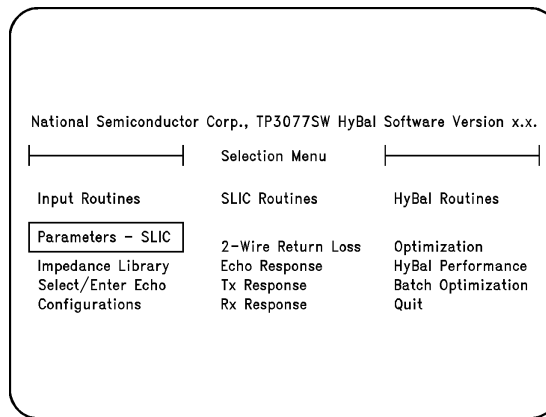 National Semiconductor Corp., TP3077SW HyBal Software Version x.x.
Selection Menu
Input Routines SLIC Routines HyBal Routines
Parameters - SLIC
2-Wire Return Loss Optimization
Impedance Library Echo Response HyBal Performance
Select/Enter Echo Tx Response Batch Optimization
Configurations Rx Response Quit